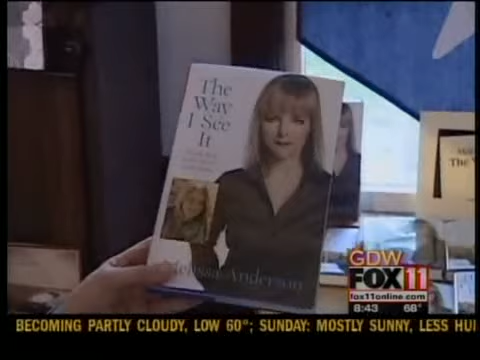 The
Way
I See
It
Melissa Anderson
The
GDW
FOX 11
fox11online.com
8:43 68°
BECOMING PARTLY CLOUDY, LOW 60°; SUNDAY: MOSTLY SUNNY, LESS HU